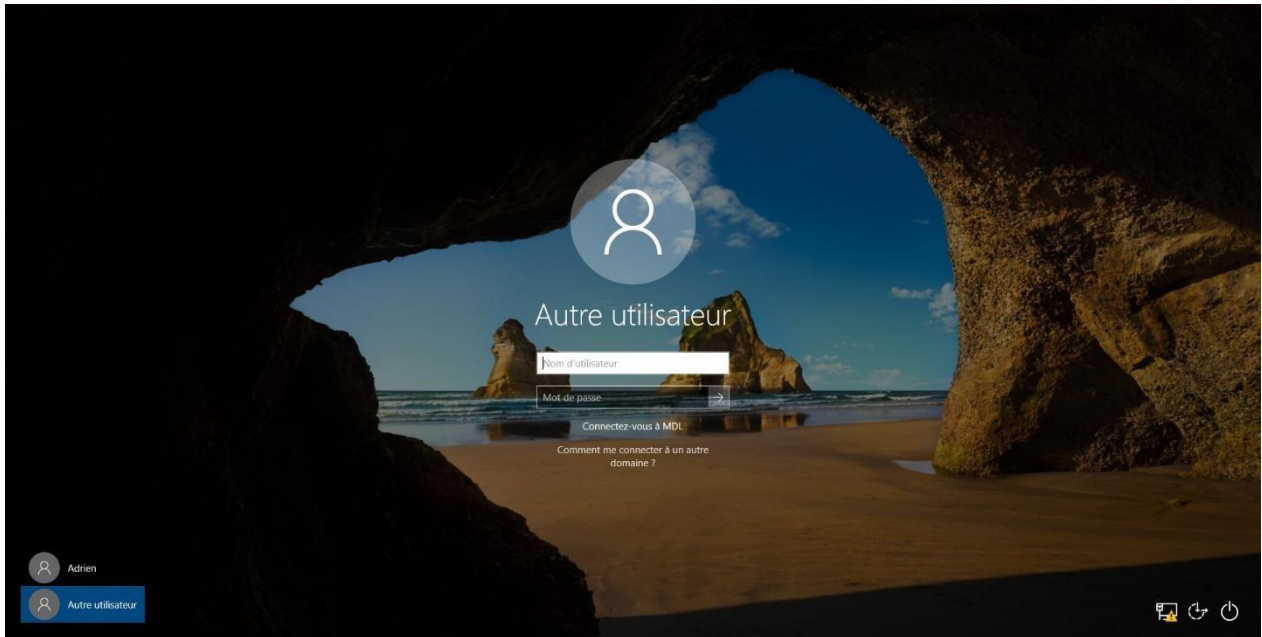 Autre utilisateur
Nom d'utilisateur
Mot de passe
Connectez-vous à MDL
Comment me connecter à un autre
domaine ?
Adrien
Autre utilisateur